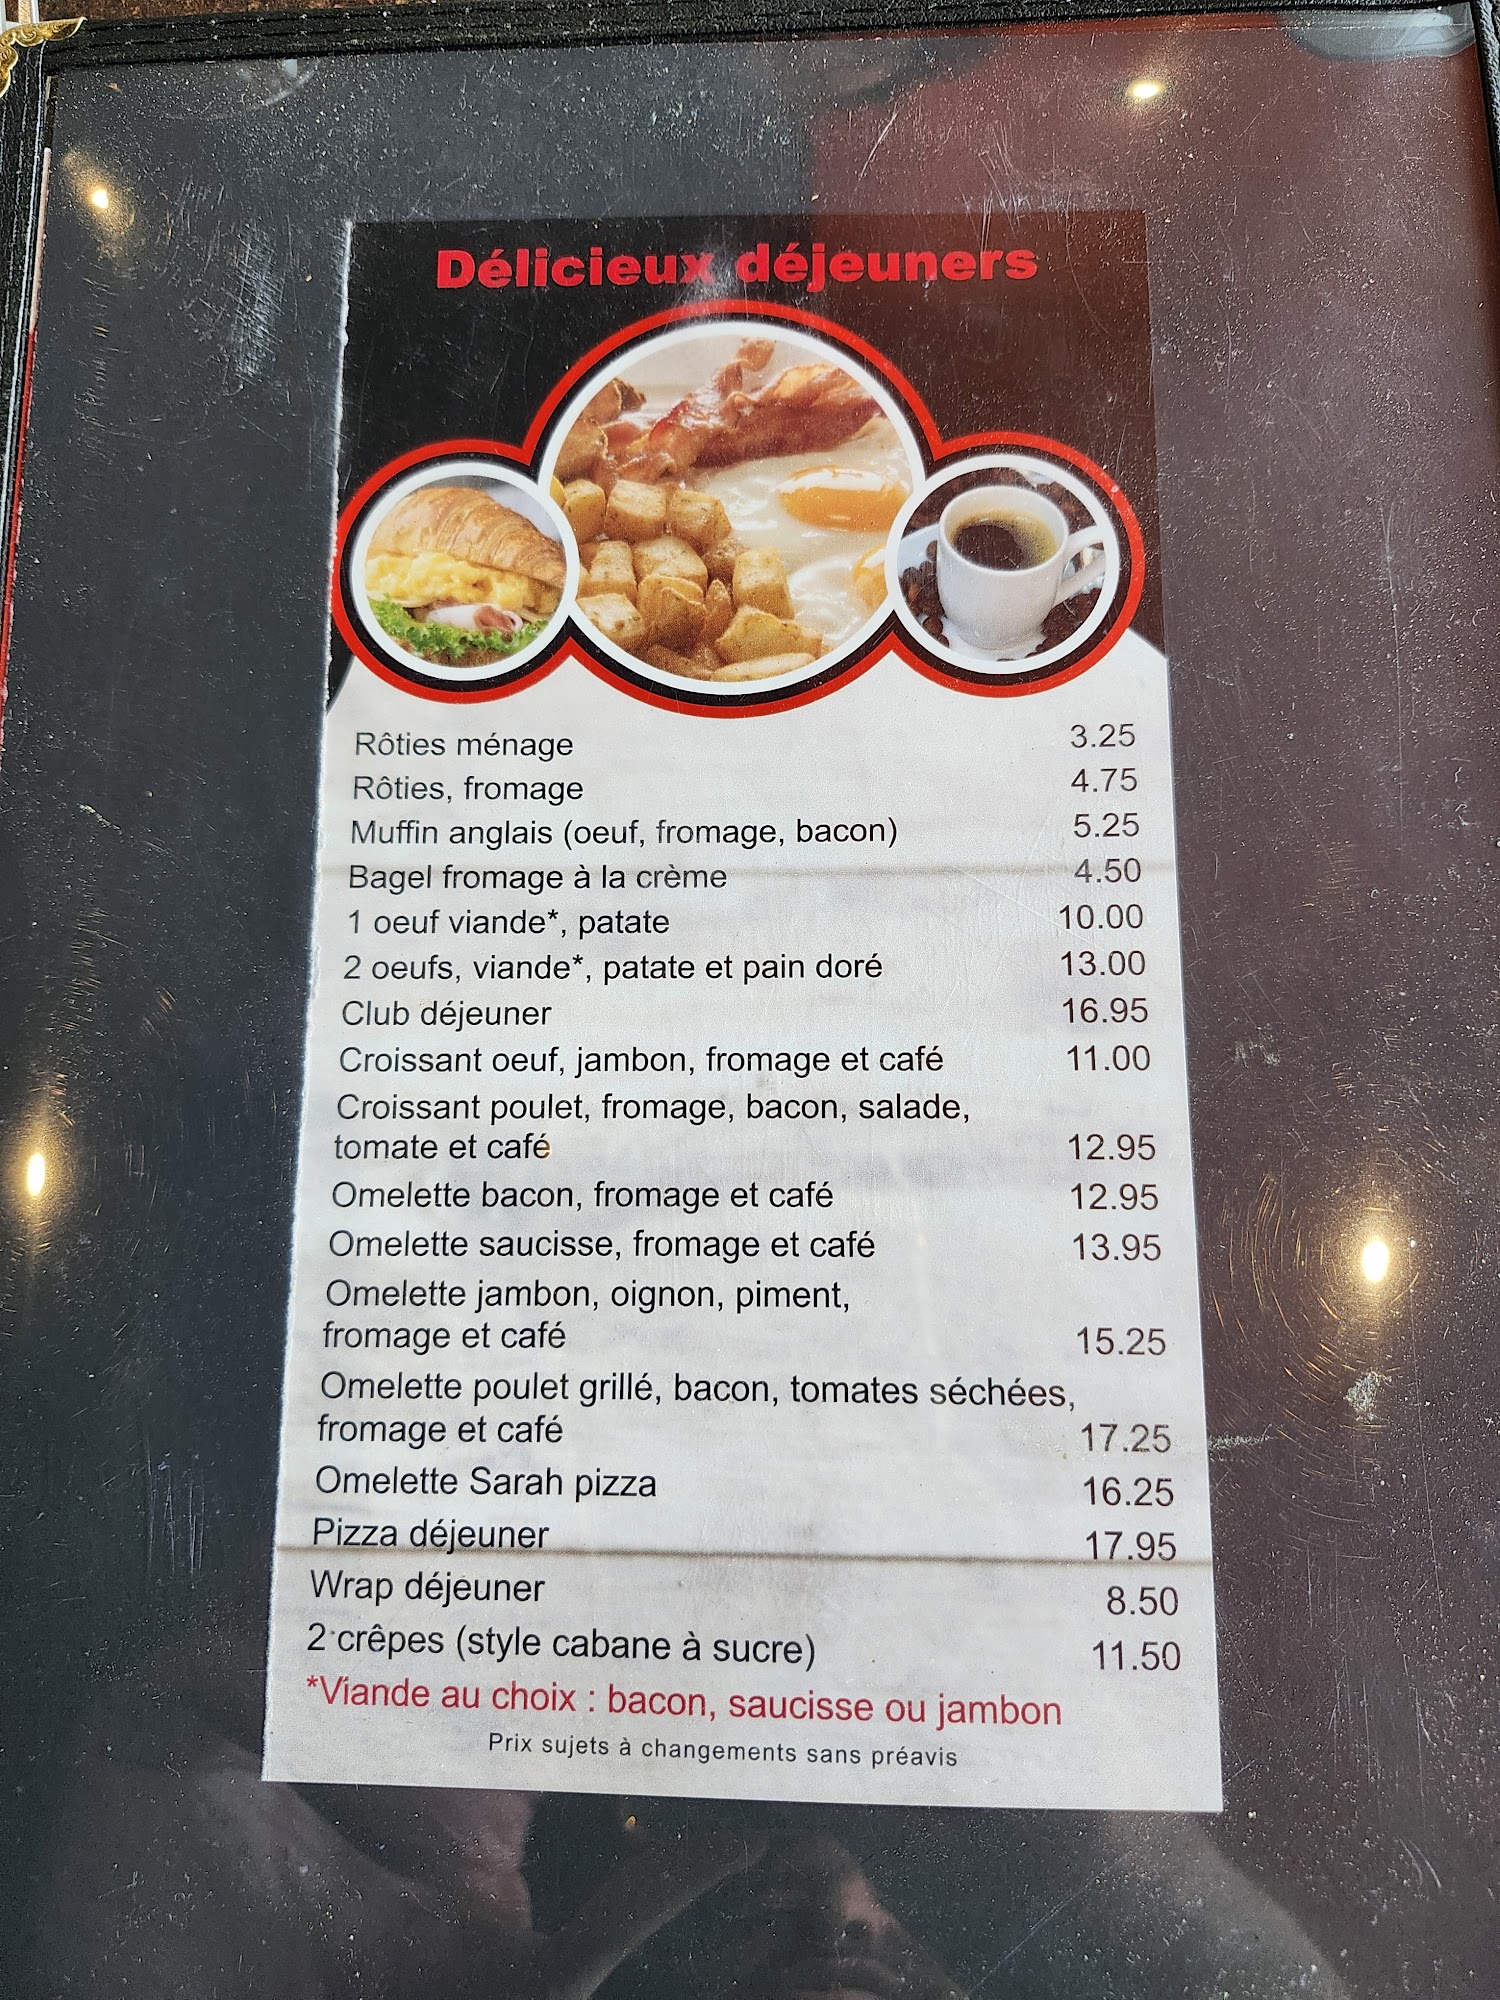 Délicieux déjeuners
Rôties ménage 3.25
Rôties, fromage 4.75
Muffin anglais (oeuf, fromage, bacon) 5.25
Bagel fromage à la crème 4.50
1 oeuf viande*, patate 10.00
2 oeufs, viande*, patate et pain doré 13.00
Club déjeuner 16.95
Croissant oeuf, jambon, fromage et café 11.00
Croissant poulet, fromage, bacon, salade,
tomate et café 12.95
Omelette bacon, fromage et café 12.95
Omelette saucisse, fromage et café 13.95
Omelette jambon, oignon, piment,
fromage et café 15.25
Omelette poulet grillé, bacon, tomates séchées,
fromage et café 17.25
Omelette Sarah pizza 16.25
Pizza déjeuner 17.95
Wrap déjeuner 8.50
2 crêpes (style cabane à sucre) 11.50
*Viande au choix : bacon, saucisse ou jambon
Prix sujets à changements sans préavis